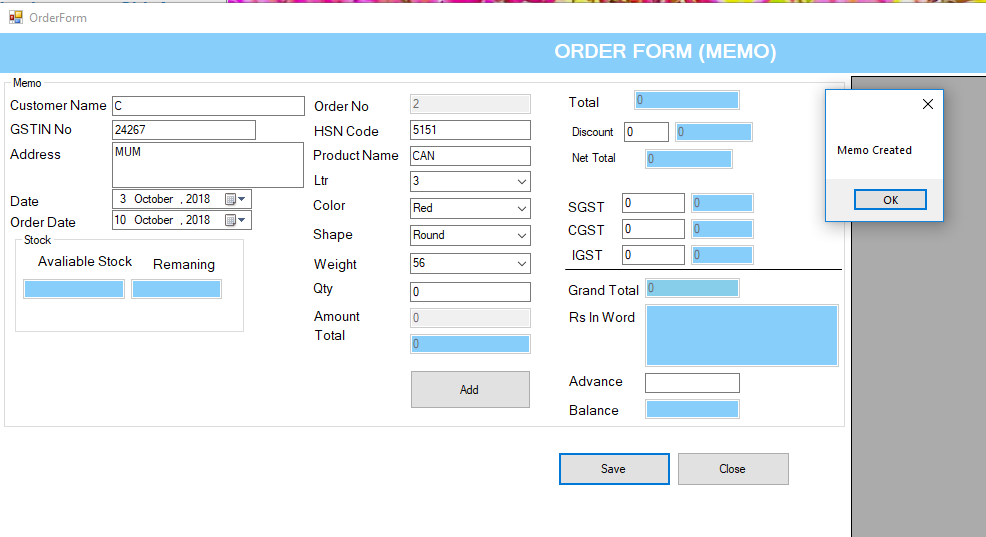 OrderForm
ORDER FORM (MEMO)
Memo
Customer Name C
GSTIN No 24267
Address MUM
Date 3 October , 2018
Order Date 10 October , 2018
Stock
Avaliable Stock Remaning
Order No 2
HSN Code 5151
Product Name CAN
Ltr 3
Color Red
Shape Round
Weight 56
Qty 0
Amount 0
Total 0
Add
Total 0
Discount 0 0
Net Total 0
SGST 0 0
CGST 0 0
IGST 0 0
Grand Total 0
Rs In Word
Advance
Balance
Save Close
Memo Created
OK